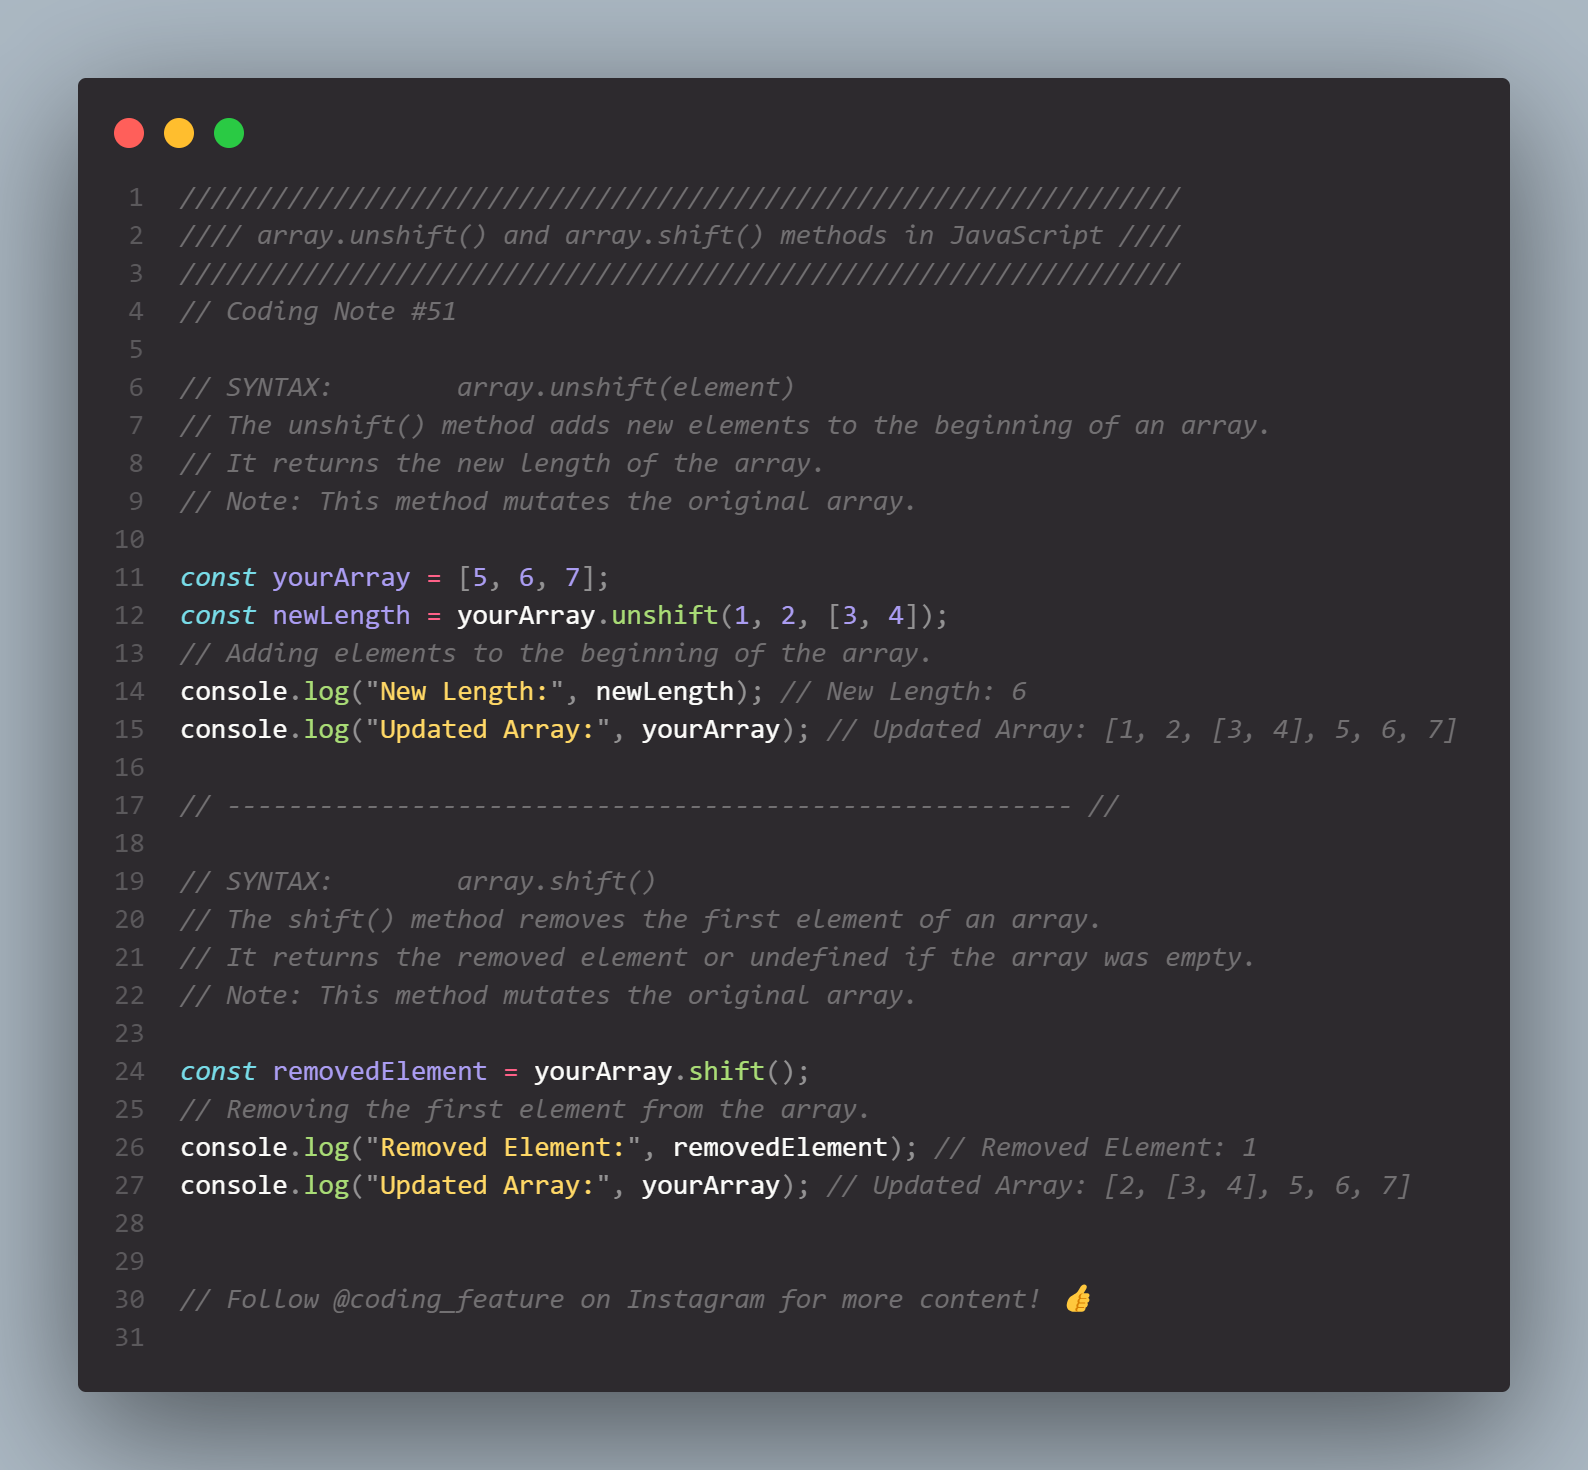 1 /////////////////////////////////////////////////////////////////
2 //// array.unshift() and array.shift() methods in JavaScript ////
3 /////////////////////////////////////////////////////////////////
4 // Coding Note #51
5
6 // SYNTAX:        array.unshift(element)
7 // The unshift() method adds new elements to the beginning of an array.
8 // It returns the new length of the array.
9 // Note: This method mutates the original array.
10
11 const yourArray = [5, 6, 7];
12 const newLength = yourArray.unshift(1, 2, [3, 4]);
13 // Adding elements to the beginning of the array.
14 console.log("New Length:", newLength); // New Length: 6
15 console.log("Updated Array:", yourArray); // Updated Array: [1, 2, [3, 4], 5, 6, 7]
16
17 // ------------------------------------------------------- //
18
19 // SYNTAX:        array.shift()
20 // The shift() method removes the first element of an array.
21 // It returns the removed element or undefined if the array was empty.
22 // Note: This method mutates the original array.
23
24 const removedElement = yourArray.shift();
25 // Removing the first element from the array.
26 console.log("Removed Element:", removedElement); // Removed Element: 1
27 console.log("Updated Array:", yourArray); // Updated Array: [2, [3, 4], 5, 6, 7]
28
29
30 // Follow @coding_feature on Instagram for more content! 👍
31